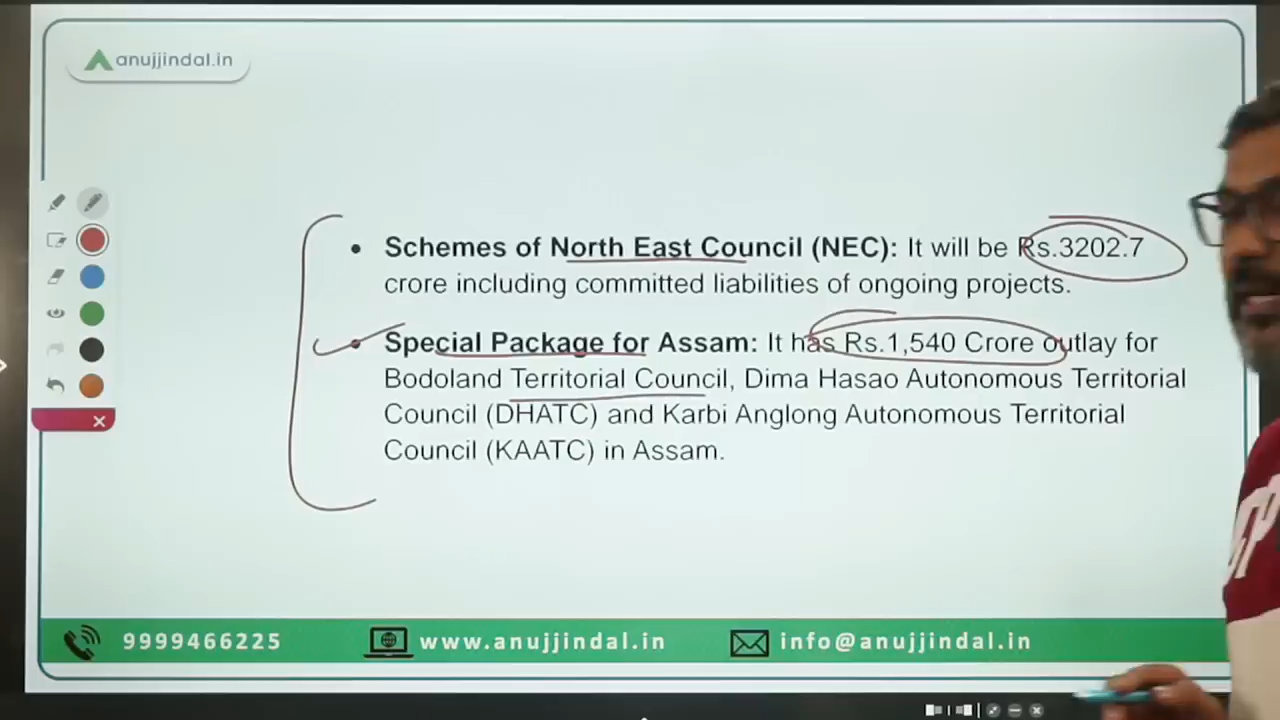 anujjindal.in
• Schemes of North East Council (NEC): It will be Rs.3202.7
crore including committed liabilities of ongoing projects.
• Special Package for Assam: It has Rs.1,540 Crore outlay for
Bodoland Territorial Council, Dima Hasao Autonomous Territorial
Council (DHATC) and Karbi Anglong Autonomous Territorial
Council (KAATC) in Assam.
9999466225 www.anujjindal.in info@anujjindal.in